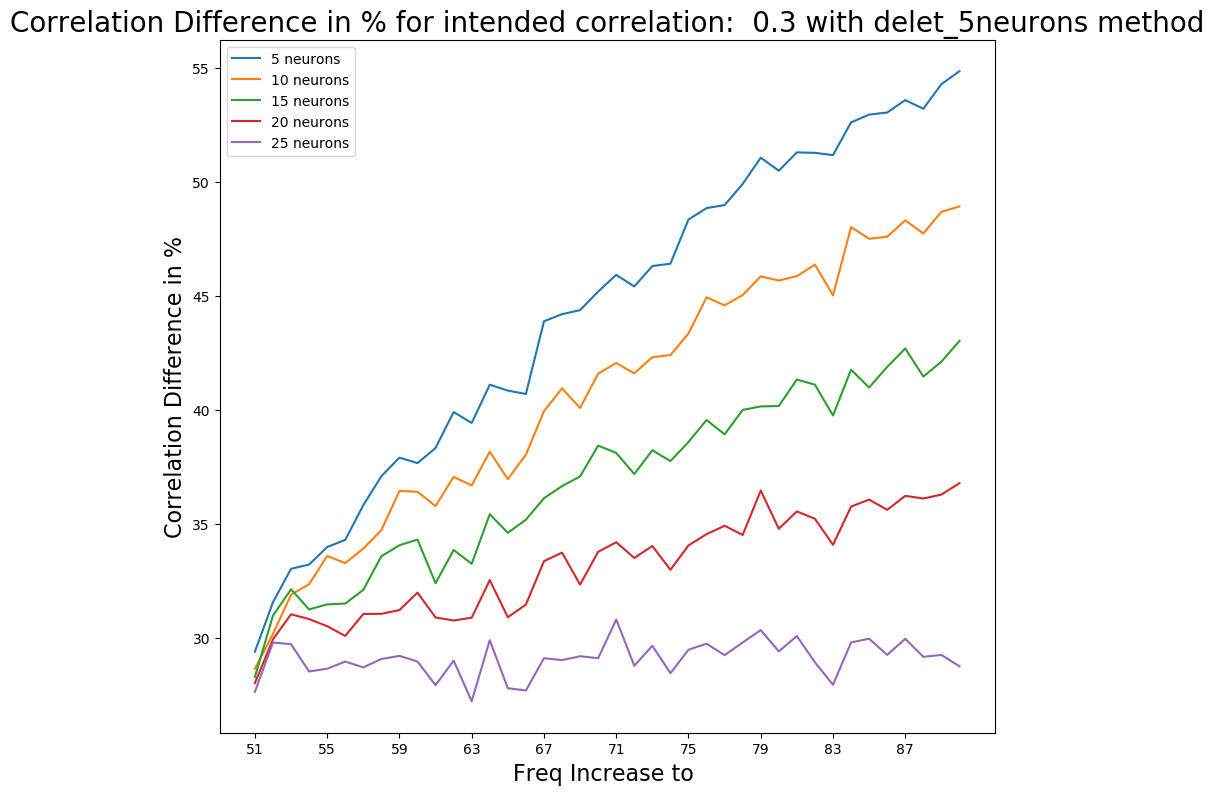 Correlation Difference in % for intended correlation:  0.3 with delet_5neurons method
5 neurons
10 neurons
15 neurons
20 neurons
25 neurons
Correlation Difference in %
55
50
45
40
35
30
51 55 59 63 67 71 75 79 83 87
Freq Increase to